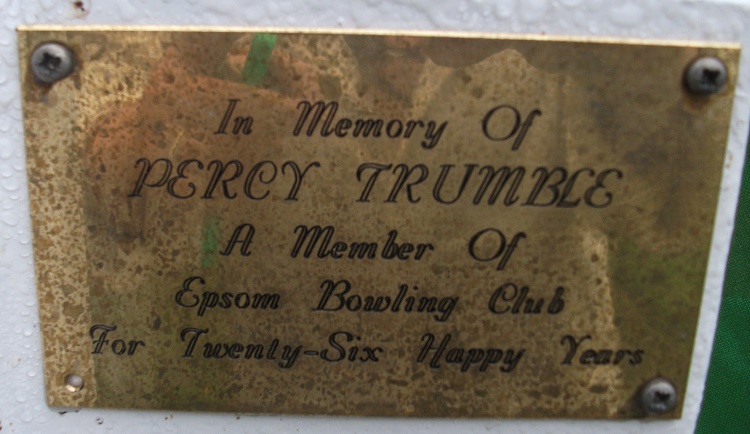 In Memory Of
PERCY TRUMBLE
A Member Of
Epsom Bowling Club
For Twenty-Six Happy Years